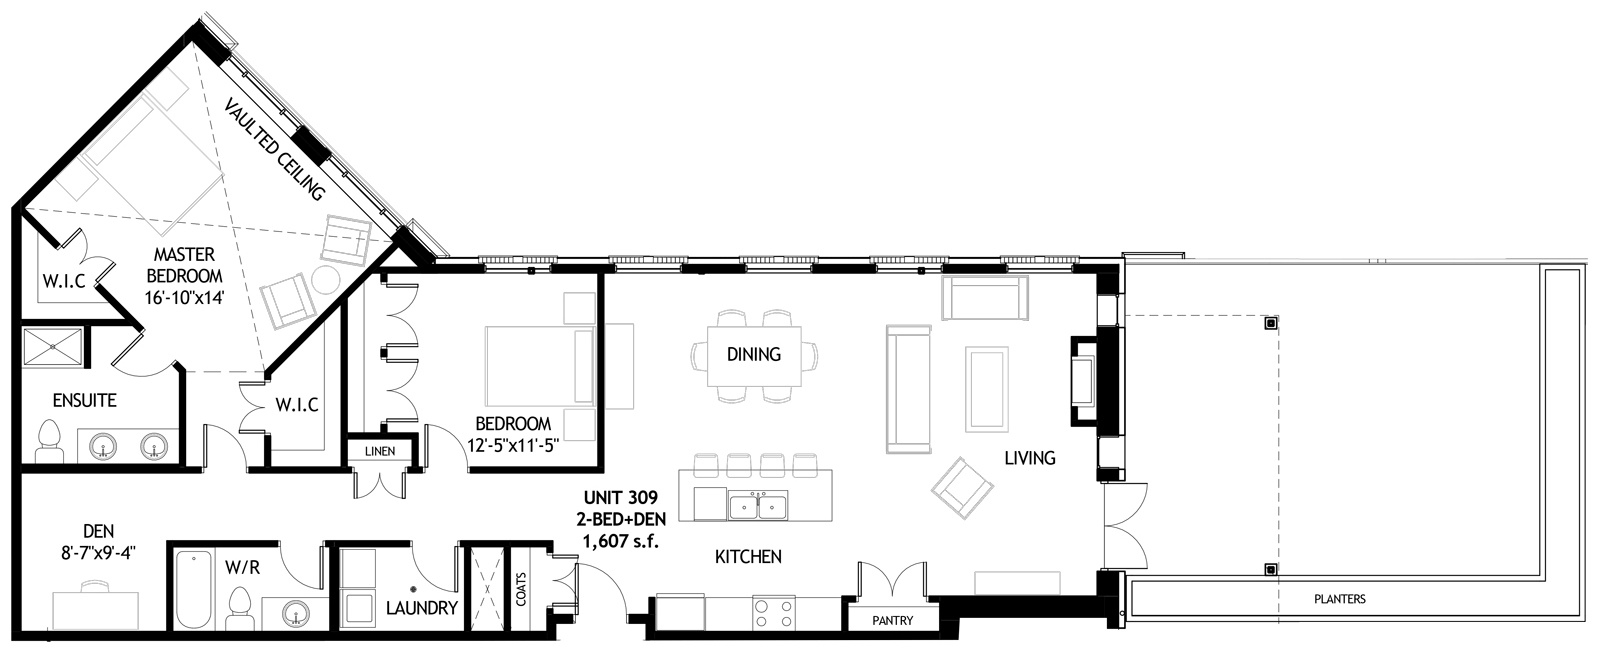 VAULTED CEILING
MASTER
BEDROOM
16'-10"x14'
W.I.C
ENSUITE
W.I.C
BEDROOM
12'-5"x11'-5"
LINEN
DINING
LIVING
UNIT 309
2-BED+DEN
1,607 s.f.
KITCHEN
DEN
8'-7"x9'-4"
W/R
LAUNDRY
COATS
PANTRY
PLANTERS